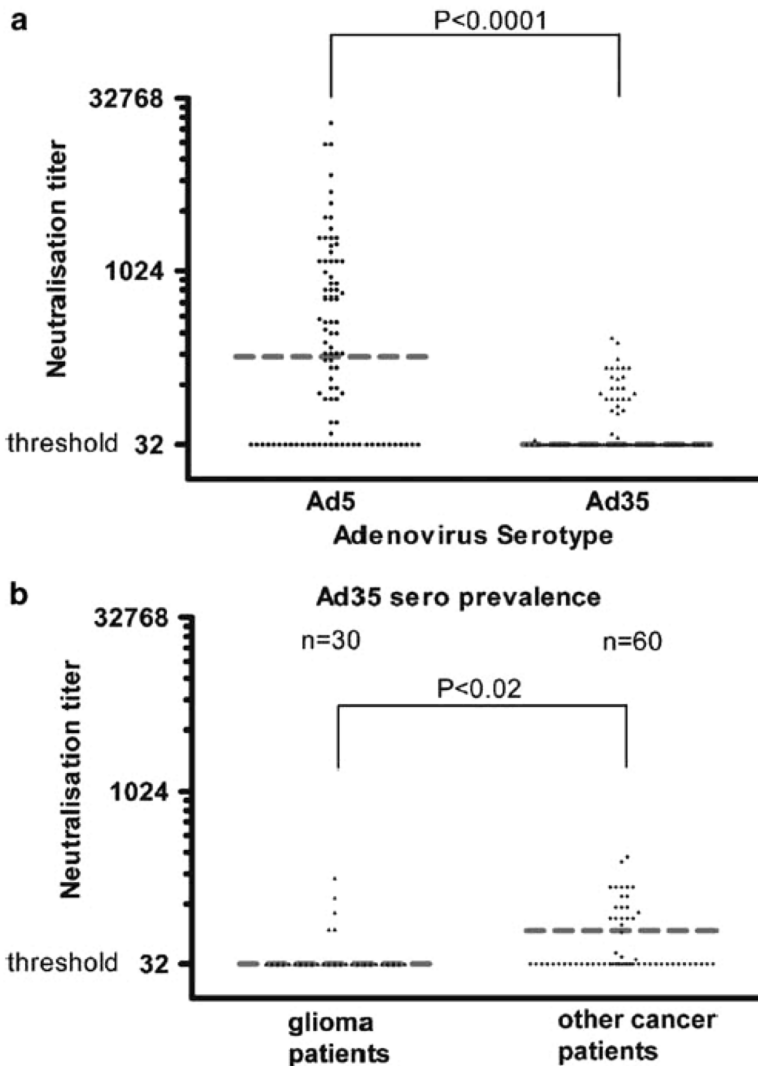 a
P<0.0001
32768
1024
threshold 32
Neutralisation titer
Ad5 Ad35
Adenovirus Serotype
b
Ad35 sero prevalence
n=30 n=60
P<0.02
32768
1024
threshold 32
Neutralisation titer
glioma patients
other cancer patients